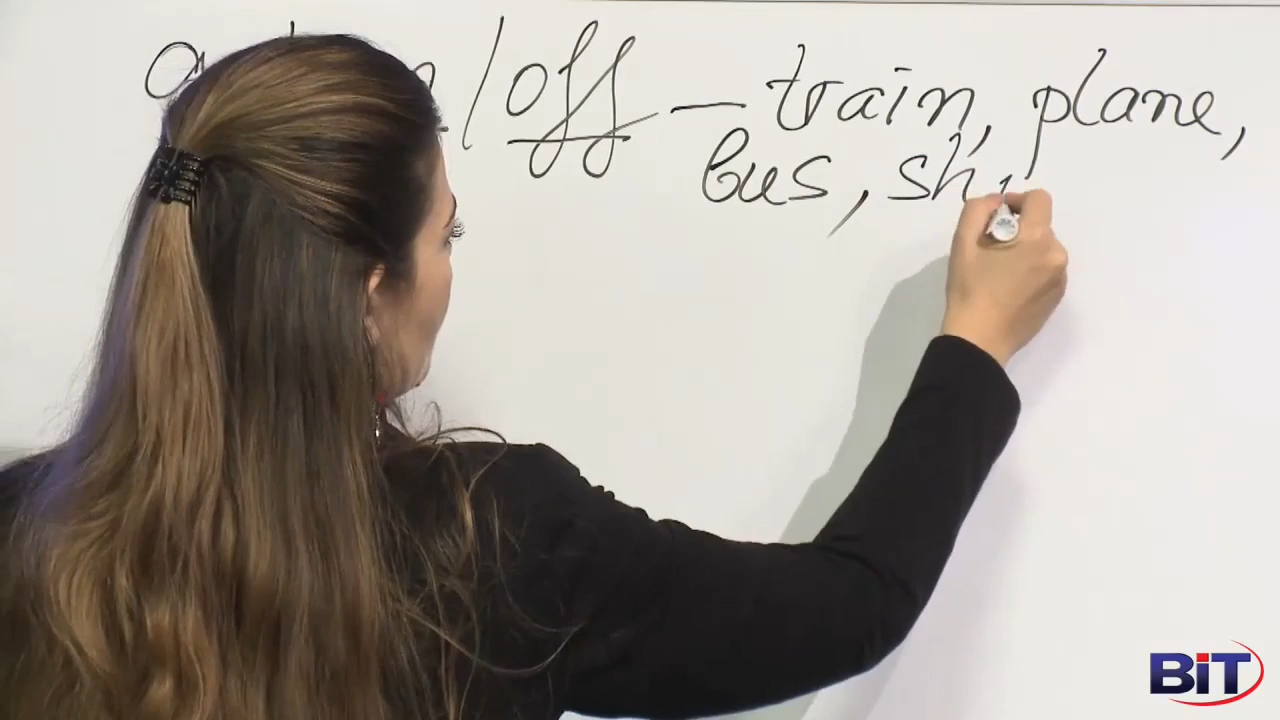 /off — train, plane,
bus, sh
BiT